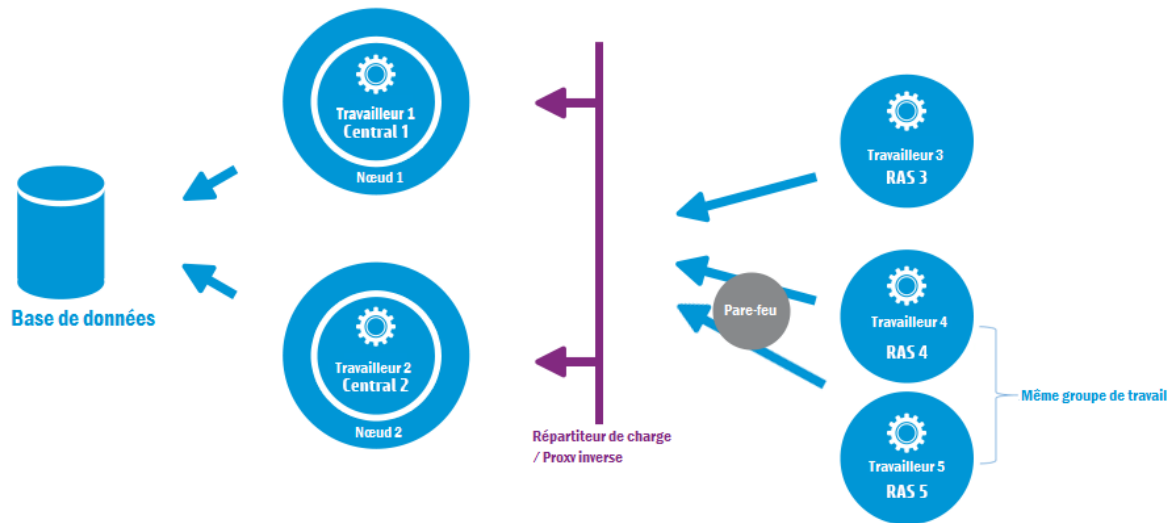 Travailleur 1
Central 1
Nœud 1
Base de données
Travailleur 2
Central 2
Nœud 2
Répartiteur de charge
/ Proxy inverse
Travailleur 3
RAS 3
Pare-feu
Travailleur 4
RAS 4
Même groupe de travail
Travailleur 5
RAS 5